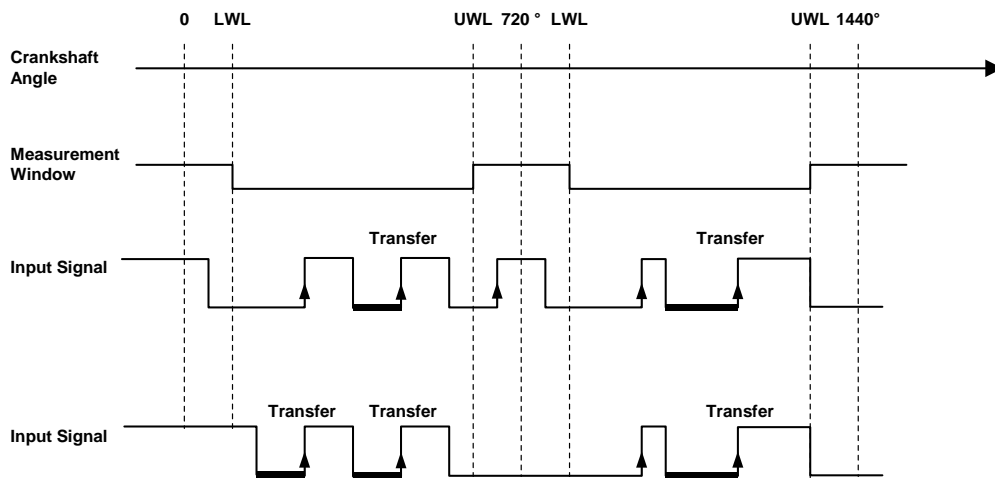 0 LWL UWL 720 ° LWL UWL 1440°
Crankshaft
Angle
Measurement
Window
Transfer Transfer
Input Signal
Transfer Transfer Transfer
Input Signal